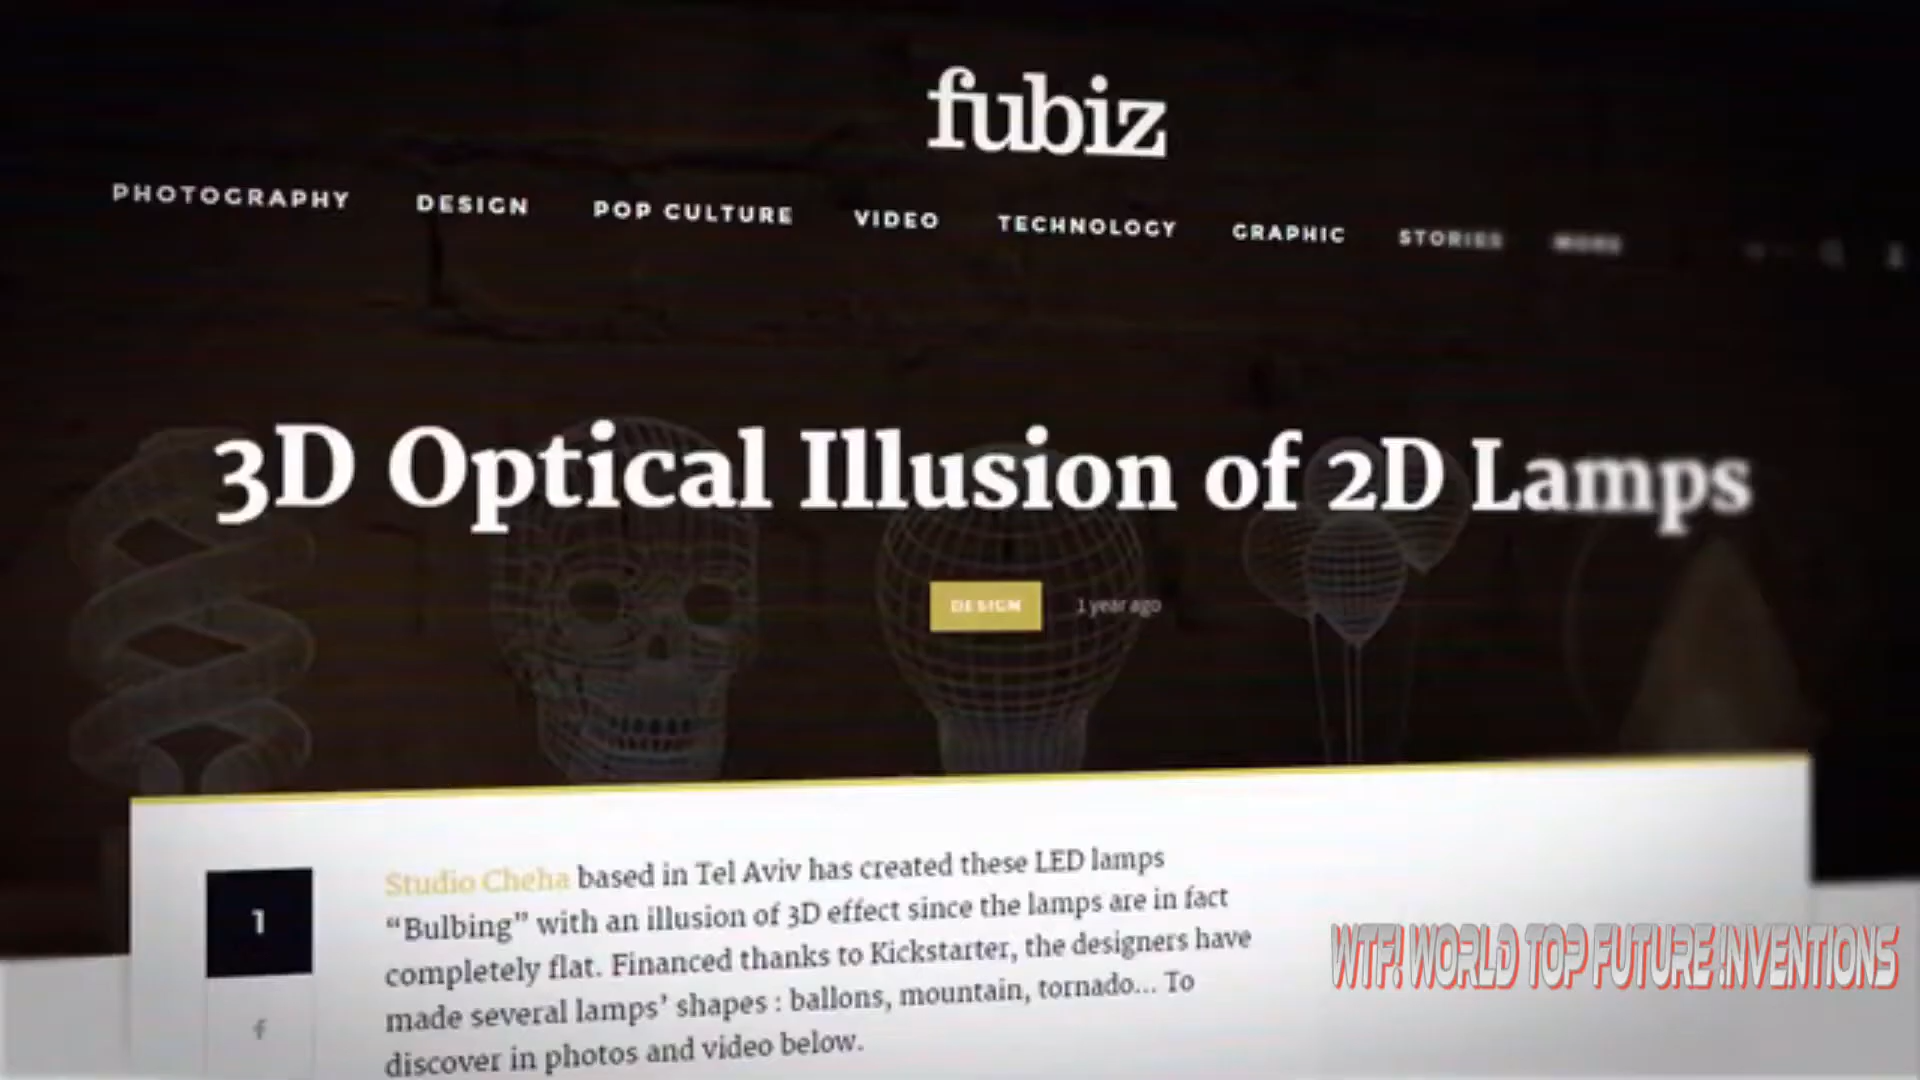 fubiz
PHOTOGRAPHY DESIGN POP CULTURE VIDEO TECHNOLOGY GRAPHIC STORIES MORE
3D Optical Illusion of 2D Lamps
DESIGN 1 year ago
1
f
Studio Cheha based in Tel Aviv has created these LED lamps
“Bulbing” with an illusion of 3D effect since the lamps are in fact
completely flat. Financed thanks to Kickstarter, the designers have
made several lamps’ shapes : ballons, mountain, tornado... To
discover in photos and video below.
WTF! WORLD TOP FUTURE INVENTIONS